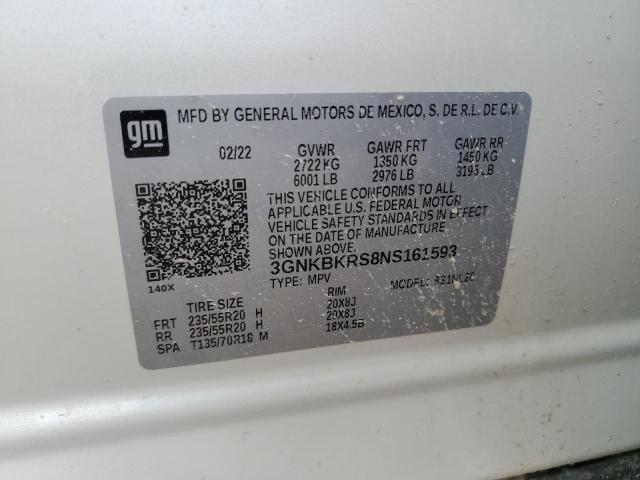 gm
MFD BY GENERAL MOTORS DE MEXICO, S. DE R.L. DE C.V.
02/22 GVWR GAWR FRT GAWR RR
2722 KG 1350 KG 1450 KG
6001 LB 2976 LB 3196 LB
THIS VEHICLE CONFORMS TO ALL
APPLICABLE U.S. FEDERAL MOTOR
VEHICLE SAFETY STANDARDS IN EFFECT
ON THE DATE OF MANUFACTURE
SHOWN ABOVE.
3GNKBKRS8NS161593
140X
TYPE: MPV MODEL:
TIRE SIZE RIM
FRT 235/55R20 H 20X8J
RR 235/55R20 H 20X8J
SPA T135/70R18 M 18X4.5B